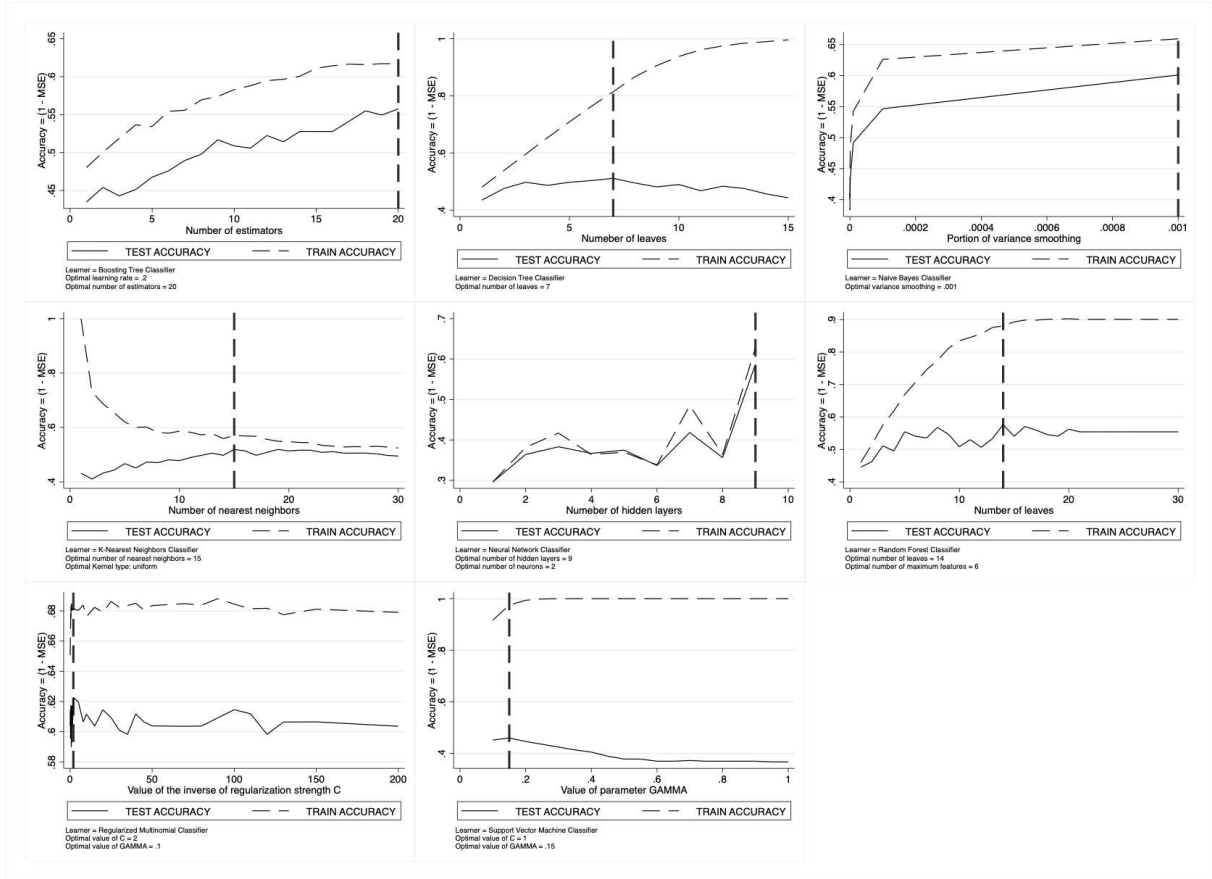 Accuracy = (1 - MSE)
.65
.6
.55
.5
.45
0 5 10 15 20
Number of estimators
TEST ACCURACY TRAIN ACCURACY
Learner = Boosting Tree Classifier
Optimal learning rate = .2
Optimal number of estimators = 20
Accuracy = (1 - MSE)
1
.8
.6
.4
0 5 10 15
Numeber of leaves
TEST ACCURACY TRAIN ACCURACY
Learner = Decision Tree Classifier
Optimal number of leaves = 7
Accuracy = (1 - MSE)
.65
.6
.55
.5
.45
.4
0 .0002 .0004 .0006 .0008 .001
Portion of variance smoothing
TEST ACCURACY TRAIN ACCURACY
Learner = Naive Bayes Classifier
Optimal variance smoothing = .001
Accuracy = (1 - MSE)
1
.8
.6
.4
0 10 20 30
Number of nearest neighbors
TEST ACCURACY TRAIN ACCURACY
Learner = K-Nearest Neighbors Classifier
Optimal number of nearest neighbors = 15
Optimal Kernel type: uniform
Accuracy = (1 - MSE)
.7
.6
.5
.4
.3
0 2 4 6 8 10
Numeber of hidden layers
TEST ACCURACY TRAIN ACCURACY
Learner = Neural Network Classifier
Optimal number of hidden layers = 9
Optimal number of neurons = 2
Accuracy = (1 - MSE)
.9
.8
.7
.6
.5
.4
0 10 20 30
Number of leaves
TEST ACCURACY TRAIN ACCURACY
Learner = Random Forest Classifier
Optimal number of leaves = 14
Optimal number of maximum features = 6
Accuracy = (1 - MSE)
.68
.66
.64
.62
.6
.58
0 50 100 150 200
Value of the inverse of regularization strength C
TEST ACCURACY TRAIN ACCURACY
Learner = Regularized Multinomial Classifier
Optimal value of C = 2
Optimal value of GAMMA = .1
Accuracy = (1 - MSE)
1
.8
.6
.4
0 .2 .4 .6 .8 1
Value of parameter GAMMA
TEST ACCURACY TRAIN ACCURACY
Learner = Support Vector Machine Classifier
Optimal value of C = 1
Optimal value of GAMMA = .15